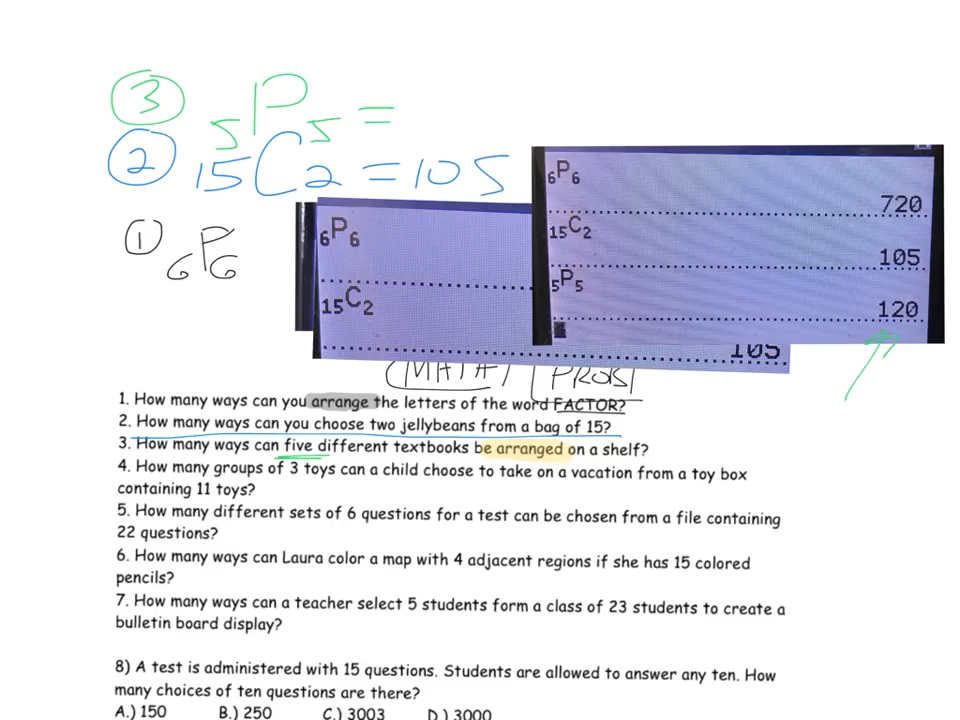 ③ 5P5 =
② 15C2 = 105
① 6P6
6P6
15C2
105
6P6
720
15C2
105
5P5
120
MATH PROB
1. How many ways can you arrange the letters of the word FACTOR?
2. How many ways can you choose two jellybeans from a bag of 15?
3. How many ways can five different textbooks be arranged on a shelf?
4. How many groups of 3 toys can a child choose to take on a vacation from a toy box
containing 11 toys?
5. How many different sets of 6 questions for a test can be chosen from a file containing
22 questions?
6. How many ways can Laura color a map with 4 adjacent regions if she has 15 colored
pencils?
7. How many ways can a teacher select 5 students form a class of 23 students to create a
bulletin board display?
8) A test is administered with 15 questions. Students are allowed to answer any ten. How
many choices of ten questions are there?
A.) 150 B.) 250 C.) 3003 D.) 3000